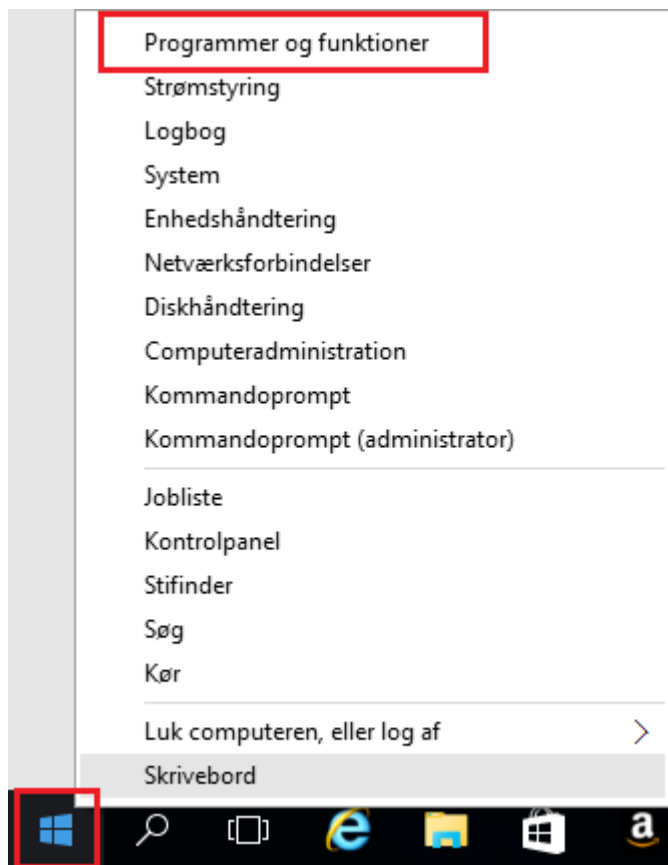 Programmer og funktioner
Strømstyring
Logbog
System
Enhedshåndtering
Netværksforbindelser
Diskhåndtering
Computeradministration
Kommandoprompt
Kommandoprompt (administrator)
Jobliste
Kontrolpanel
Stifinder
Søg
Kør
Luk computeren, eller log af
Skrivebord
a